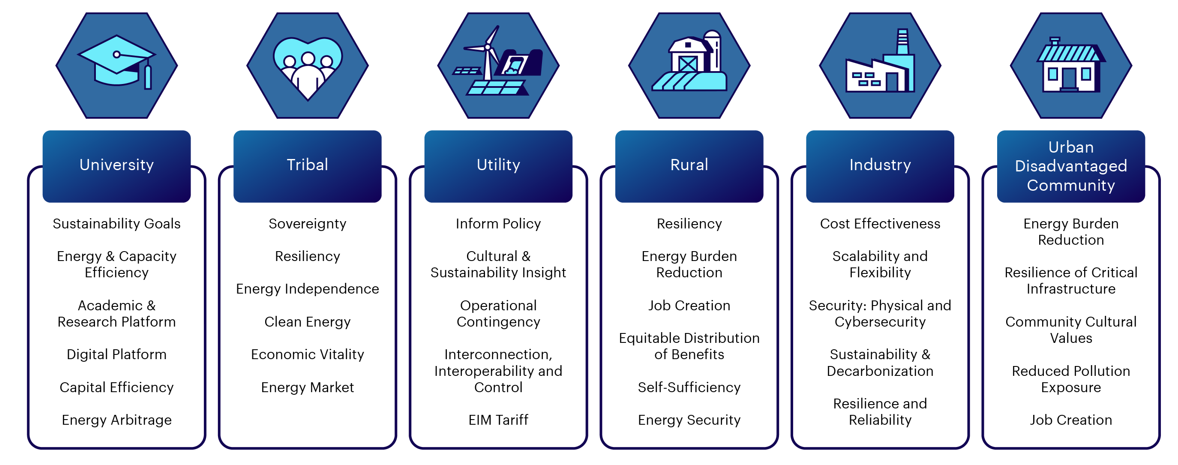 University
Sustainability Goals
Energy & Capacity
Efficiency
Academic &
Research Platform
Digital Platform
Capital Efficiency
Energy Arbitrage
Tribal
Sovereignty
Resiliency
Energy Independence
Clean Energy
Economic Vitality
Energy Market
Utility
Inform Policy
Cultural &
Sustainability Insight
Operational
Contingency
Interconnection,
Interoperability and
Control
EIM Tariff
Rural
Resiliency
Energy Burden
Reduction
Job Creation
Equitable Distribution
of Benefits
Self-Sufficiency
Energy Security
Industry
Cost Effectiveness
Scalability and
Flexibility
Security: Physical and
Cybersecurity
Sustainability &
Decarbonization
Resilience and
Reliability
Urban
Disadvantaged
Community
Energy Burden
Reduction
Resilience of Critical
Infrastructure
Community Cultural
Values
Reduced Pollution
Exposure
Job Creation